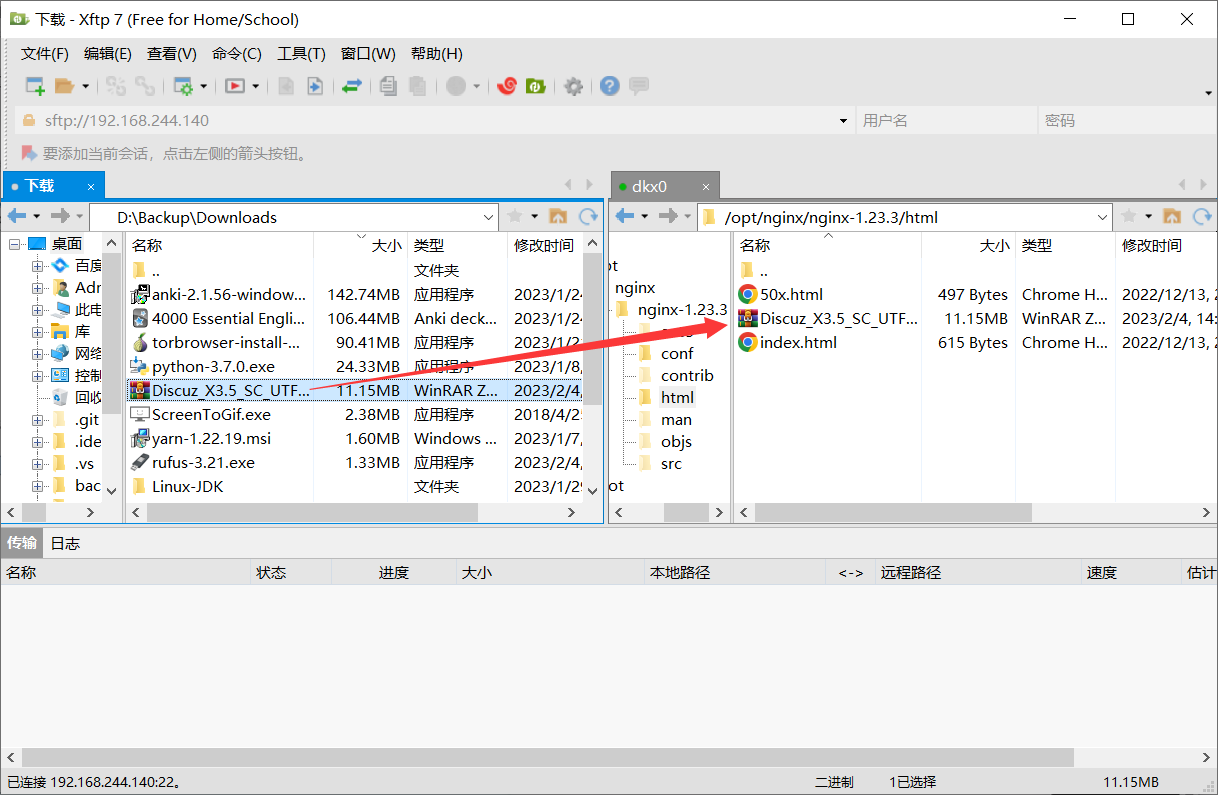 下载 - Xftp 7 (Free for Home/School)
文件(F) 编辑(E) 查看(V) 命令(C) 工具(T) 窗口(W) 帮助(H)
sftp://192.168.244.140 用户名 密码
要添加当前会话，点击左侧的箭头按钮。
下载 ×
D:\Backup\Downloads
桌面
百度
Adr
此电
库
网络
控制
回收
.git
.ide
.vs
bac
名称 大小 类型 修改时间
.. 文件夹
anki-2.1.56-window... 142.74MB 应用程序 2023/1/24
4000 Essential Engli... 106.44MB Anki deck... 2023/1/24
torbrowser-install-... 90.41MB 应用程序 2023/1/2
python-3.7.0.exe 24.33MB 应用程序 2023/1/8,
Discuz_X3.5_SC_UTF... 11.15MB WinRAR Z... 2023/2/4,
ScreenToGif.exe 2.38MB 应用程序 2018/4/2
yarn-1.22.19.msi 1.60MB Windows ... 2023/1/7,
rufus-3.21.exe 1.33MB 应用程序 2023/2/4,
Linux-JDK 文件夹 2023/1/29
dkx0 ×
/opt/nginx/nginx-1.23.3/html
pt
nginx
nginx-1.23.3
conf
contrib
html
man
objs
src
ot
名称 大小 类型 修改时间
..
50x.html 497 Bytes Chrome H... 2022/12/13, 2
Discuz_X3.5_SC_UTF... 11.15MB WinRAR Z... 2023/2/4, 14:
index.html 615 Bytes Chrome H... 2022/12/13, 2
传输 日志
名称 状态 进度 大小 本地路径 <-> 远程路径 速度 估计
已连接 192.168.244.140:22。 二进制 1已选择 11.15MB